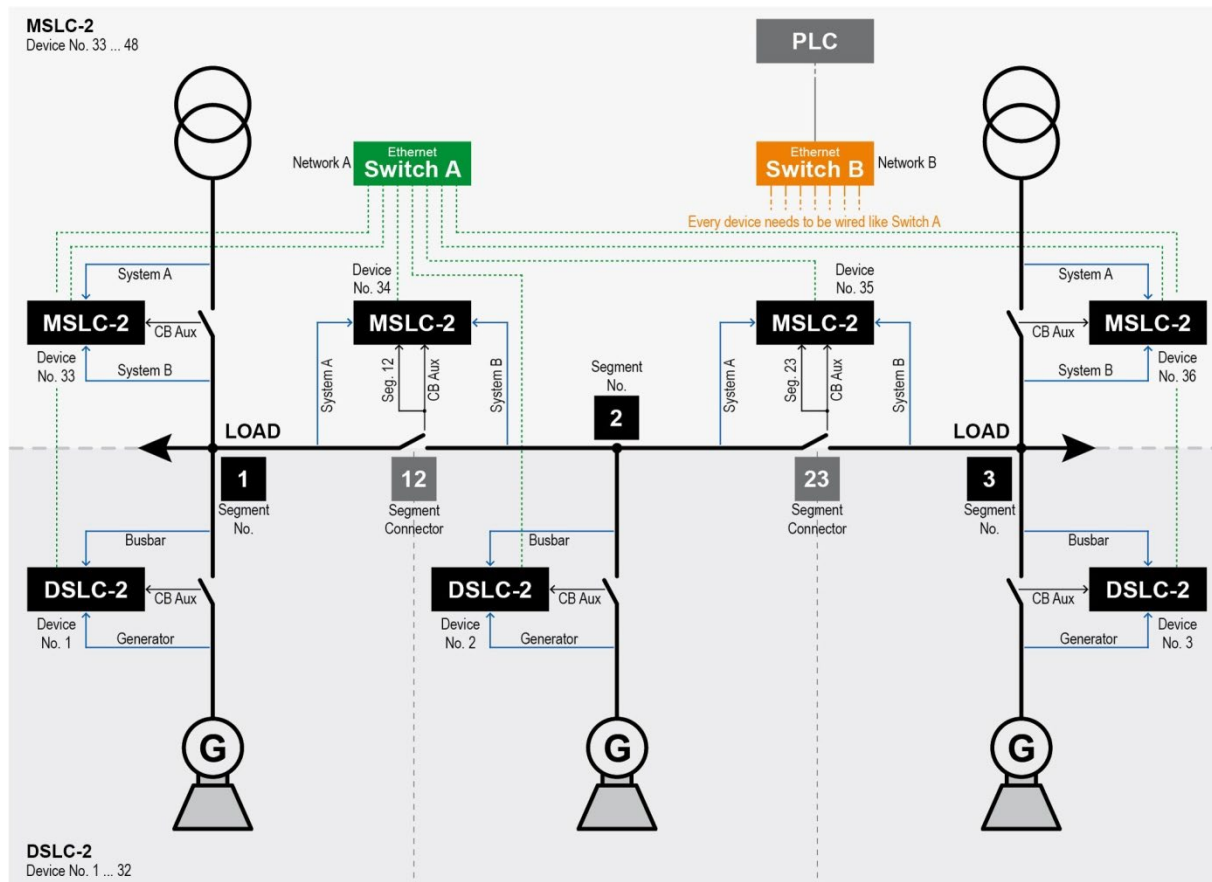 MSLC-2
Device No. 33 ... 48
PLC
Ethernet
Switch A
Network A
Ethernet
Switch B
Network B
Every device needs to be wired like Switch A
System A
MSLC-2
CB Aux
Device
No. 33
System B
Device
No. 34
MSLC-2
System A
Seg. 12
CB Aux
System B
Device
No. 35
MSLC-2
System A
Seg. 23
CB Aux
System B
System A
MSLC-2
CB Aux
System B
Device
No. 36
Segment
No.
2
LOAD
LOAD
1
Segment
No.
12
Segment
Connector
23
Segment
Connector
3
Segment
No.
Busbar
DSLC-2
CB Aux
Device
No. 1
Generator
G
Busbar
DSLC-2
CB Aux
Device
No. 2
Generator
G
Busbar
DSLC-2
CB Aux
Generator
Device
No. 3
G
DSLC-2
Device No. 1 ... 32